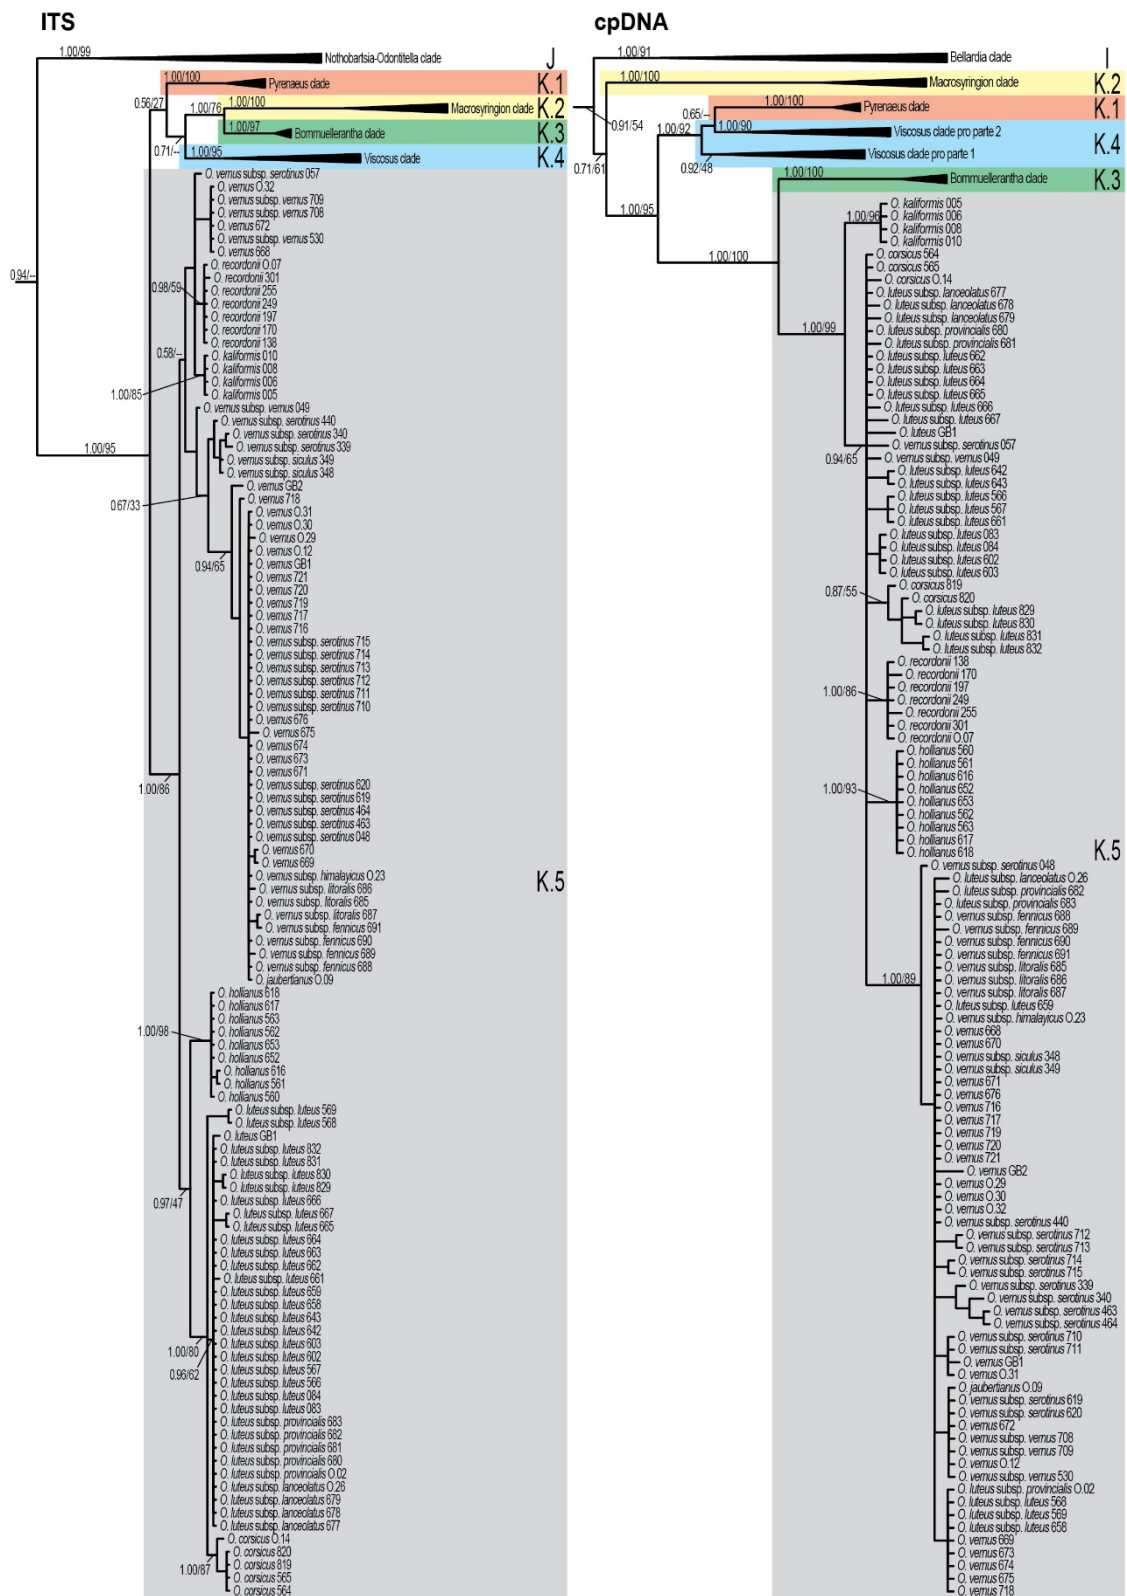 ITS
1.00/99
Nothobartsia-Odontitella clade
J
1.00/100
Pyrenaeus clade
K.1
0.56/27
1.00/76
1.00/100
Macrosyringion clade
K.2
1.00/97
Bornmuellerantha clade
K.3
0.71/--
1.00/95
Viscosus clade
K.4
O. vernus subsp. serotinus 057
O. vernus O.32
O. vernus subsp. vernus 709
O. vernus subsp. vernus 708
O. vernus 672
O. vernus subsp. vernus 530
O. vernus 668
O. recordonii O.07
0.94/--
O. recordonii 301
0.98/59
O. recordonii 255
O. recordonii 249
O. recordonii 197
O. recordonii 170
O. recordonii 138
0.58/--
O. kaliformis 010
O. kaliformis 008
O. kaliformis 006
1.00/85
O. kaliformis 005
O. vernus subsp. vernus 049
O. vernus subsp. serotinus 440
O. vernus subsp. serotinus 340
1.00/95
O. vernus subsp. serotinus 339
O. vernus subsp. siculus 349
O. vernus subsp. siculus 348
O. vernus GB2
O. vernus 718
0.67/33
O. vernus O.31
O. vernus O.30
O. vernus O.29
O. vernus O.12
0.94/65
O. vernus GB1
O. vernus 721
O. vernus 720
O. vernus 719
O. vernus 717
O. vernus 716
O. vernus subsp. serotinus 715
O. vernus subsp. serotinus 714
O. vernus subsp. serotinus 713
O. vernus subsp. serotinus 712
O. vernus subsp. serotinus 711
O. vernus subsp. serotinus 710
O. vernus 676
O. vernus 675
O. vernus 674
O. vernus 673
O. vernus 671
1.00/86
O. vernus subsp. serotinus 620
O. vernus subsp. serotinus 619
O. vernus subsp. serotinus 464
O. vernus subsp. serotinus 463
O. vernus subsp. serotinus 048
O. vernus 670
O. vernus 669
O. vernus subsp. himalayicus O.23
K.5
O. vernus subsp. litoralis 686
O. vernus subsp. litoralis 685
O. vernus subsp. litoralis 687
O. vernus subsp. fennicus 691
O. vernus subsp. fennicus 690
O. vernus subsp. fennicus 689
O. vernus subsp. fennicus 688
O. jaubertianus O.09
O. hollianus 618
O. hollianus 617
O. hollianus 563
1.00/98
O. hollianus 562
O. hollianus 653
O. hollianus 652
O. hollianus 616
O. hollianus 561
O. hollianus 560
O. luteus subsp. luteus 569
O. luteus subsp. luteus 568
O. luteus GB1
O. luteus subsp. luteus 832
O. luteus subsp. luteus 831
O. luteus subsp. luteus 830
O. luteus subsp. luteus 829
0.97/47
O. luteus subsp. luteus 666
O. luteus subsp. luteus 667
O. luteus subsp. luteus 665
O. luteus subsp. luteus 664
O. luteus subsp. luteus 663
O. luteus subsp. luteus 662
O. luteus subsp. luteus 661
O. luteus subsp. luteus 659
O. luteus subsp. luteus 658
O. luteus subsp. luteus 643
O. luteus subsp. luteus 642
O. luteus subsp. luteus 603
1.00/80
O. luteus subsp. luteus 602
O. luteus subsp. luteus 567
0.96/62
O. luteus subsp. luteus 566
O. luteus subsp. luteus 084
O. luteus subsp. luteus 083
O. luteus subsp. provincialis 683
O. luteus subsp. provincialis 682
O. luteus subsp. provincialis 681
O. luteus subsp. provincialis 680
O. luteus subsp. provincialis O.02
O. luteus subsp. lanceolatus O.26
O. luteus subsp. lanceolatus 679
O. luteus subsp. lanceolatus 678
O. luteus subsp. lanceolatus 677
O. corsicus O.14
O. corsicus 820
O. corsicus 819
1.00/87
O. corsicus 565
O. corsicus 564
cpDNA
1.00/91
Bellardia clade
I
1.00/100
Macrosyringion clade
K.2
1.00/100
Pyrenaeus clade
K.1
0.65/--
0.91/54
1.00/92
1.00/90
Viscosus clade pro parte 2
K.4
Viscosus clade pro parte 1
0.71/61
0.92/48
1.00/100
Bornmuellerantha clade
K.3
O. kaliformis 005
1.00/95
1.00/96
O. kaliformis 006
O. kaliformis 008
O. kaliformis 010
O. corsicus 564
1.00/100
O. corsicus 565
O. corsicus O.14
O. luteus subsp. lanceolatus 677
O. luteus subsp. lanceolatus 678
O. luteus subsp. lanceolatus 679
1.00/99
O. luteus subsp. provincialis 680
O. luteus subsp. provincialis 681
O. luteus subsp. luteus 662
O. luteus subsp. luteus 663
O. luteus subsp. luteus 664
O. luteus subsp. luteus 665
O. luteus subsp. luteus 666
O. luteus subsp. luteus 667
O. luteus GB1
O. vernus subsp. serotinus 057
0.94/65
O. vernus subsp. vernus 049
O. luteus subsp. luteus 642
O. luteus subsp. luteus 643
O. luteus subsp. luteus 566
O. luteus subsp. luteus 567
O. luteus subsp. luteus 661
O. luteus subsp. luteus 083
O. luteus subsp. luteus 084
O. luteus subsp. luteus 602
O. luteus subsp. luteus 603
O. corsicus 819
0.87/55
O. corsicus 820
O. luteus subsp. luteus 829
O. luteus subsp. luteus 830
O. luteus subsp. luteus 831
O. luteus subsp. luteus 832
O. recordonii 138
O. recordonii 170
1.00/86
O. recordonii 197
O. recordonii 249
O. recordonii 255
O. recordonii 301
O. recordonii O.07
O. hollianus 560
O. hollianus 561
O. hollianus 616
1.00/93
O. hollianus 652
O. hollianus 653
O. hollianus 562
O. hollianus 563
O. hollianus 617
O. hollianus 618
K.5
O. vernus subsp. serotinus 048
O. luteus subsp. lanceolatus O.26
O. luteus subsp. provincialis 682
O. luteus subsp. provincialis 683
O. vernus subsp. fennicus 688
O. vernus subsp. fennicus 689
O. vernus subsp. fennicus 690
O. vernus subsp. fennicus 691
O. vernus subsp. litoralis 685
1.00/89
O. vernus subsp. litoralis 686
O. vernus subsp. litoralis 687
O. luteus subsp. luteus 659
O. vernus subsp. himalayicus O.23
O. vernus 668
O. vernus 670
O. vernus subsp. siculus 348
O. vernus subsp. siculus 349
O. vernus 671
O. vernus 676
O. vernus 716
O. vernus 717
O. vernus 719
O. vernus 720
O. vernus 721
O. vernus GB2
O. vernus O.29
O. vernus O.30
O. vernus O.32
O. vernus subsp. serotinus 440
O. vernus subsp. serotinus 712
O. vernus subsp. serotinus 713
O. vernus subsp. serotinus 714
O. vernus subsp. serotinus 715
O. vernus subsp. serotinus 339
O. vernus subsp. serotinus 340
O. vernus subsp. serotinus 463
O. vernus subsp. serotinus 464
O. vernus subsp. serotinus 710
O. vernus subsp. serotinus 711
O. vernus GB1
O. vernus O.31
O. jaubertianus O.09
O. vernus subsp. serotinus 619
O. vernus subsp. serotinus 620
O. vernus 672
O. vernus subsp. vernus 708
O. vernus subsp. vernus 709
O. vernus O.12
O. vernus subsp. vernus 530
O. luteus subsp. provincialis O.02
O. luteus subsp. luteus 568
O. luteus subsp. luteus 569
O. luteus subsp. luteus 658
O. vernus 669
O. vernus 673
O. vernus 674
O. vernus 675
O. vernus 718